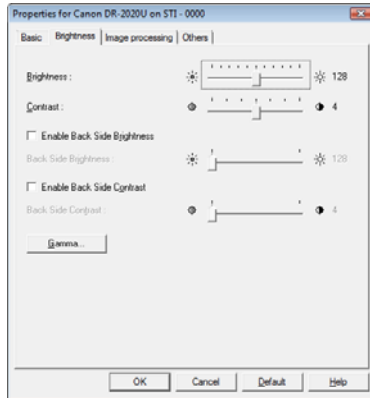 Properties for Canon DR-2020U on STI - 0000
Basic Brightness Image processing Others
Brightness : 128
Contrast : 4
Enable Back Side Brightness
Back Side Brightness : 128
Enable Back Side Contrast
Back Side Contrast : 4
Gamma...
OK Cancel Default Help